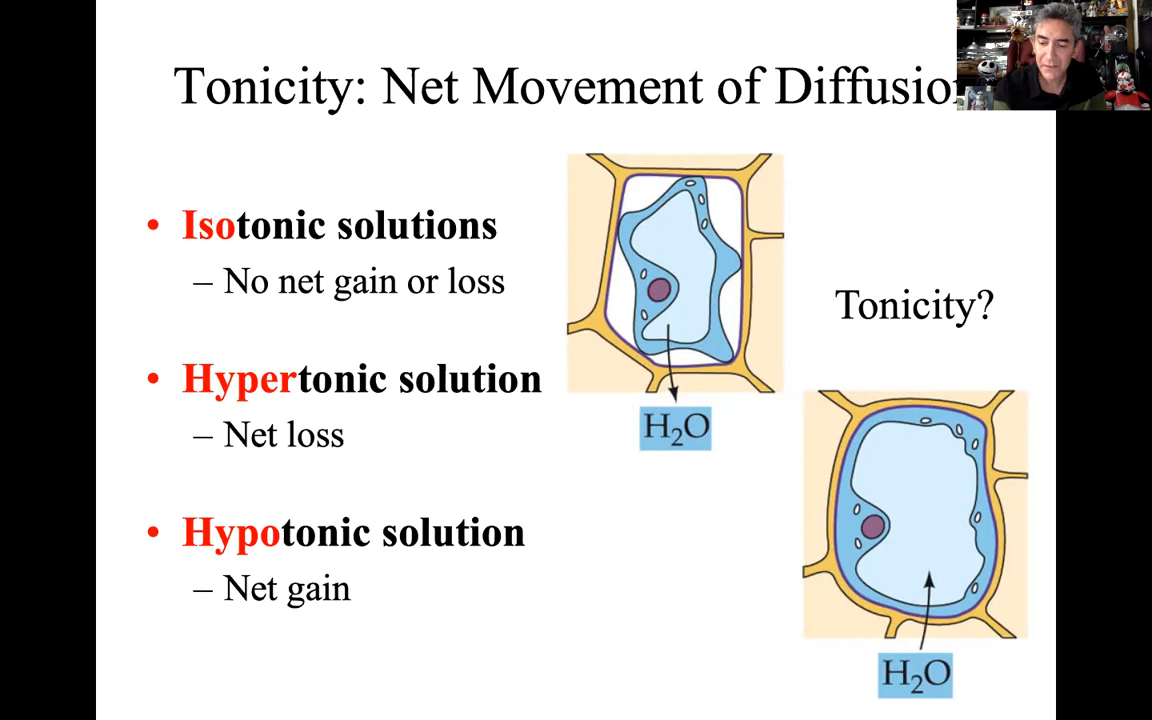 Tonicity: Net Movement of Diffusion
• Isotonic solutions
– No net gain or loss
• Hypertonic solution
– Net loss
• Hypotonic solution
– Net gain
Tonicity?
H₂O
H₂O